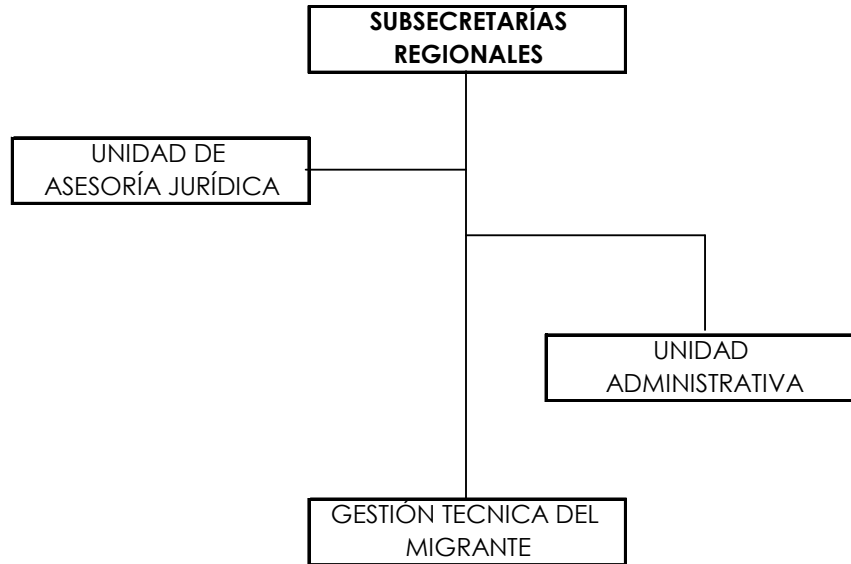 SUBSECRETARÍAS
REGIONALES
UNIDAD DE
ASESORÍA JURÍDICA
UNIDAD
ADMINISTRATIVA
GESTIÓN TECNICA DEL
MIGRANTE